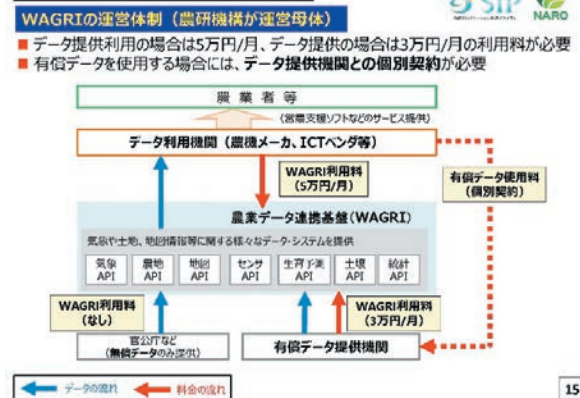 WAGRIの運営体制（農研機構が運営母体）
SIP
NARO
■ データ提供利用の場合は5万円/月、データ提供の場合は3万円/月の利用料が必要
■ 有償データを使用する場合には、データ提供機関との個別契約が必要
農業者等
（営農支援ソフトなどのサービス提供）
データ利用機関（農機メーカ、ICTベンダ等）
WAGRI利用料
（5万円/月）
有償データ使用料
（個別契約）
農業データ連携基盤（WAGRI）
気象や土地、地図情報等に関する様々なデータ・システムを提供
気象 API
農地 API
地図 API
センサ API
生育予測 API
土壌 API
統計 API
WAGRI利用料
（なし）
WAGRI利用料
（3万円/月）
官公庁など
（無償データのみ提供）
有償データ提供機関
データの流れ
料金の流れ
15